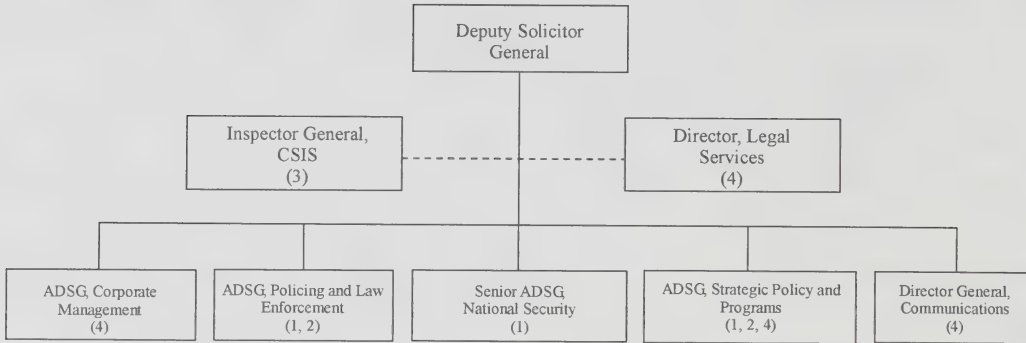 Deputy Solicitor
General
Inspector General,
CSIS
(3)
Director, Legal
Services
(4)
ADSG, Corporate
Management
(4)
ADSG, Policing and Law
Enforcement
(1, 2)
Senior ADSG,
National Security
(1)
ADSG, Strategic Policy and
Programs
(1, 2, 4)
Director General,
Communications
(4)